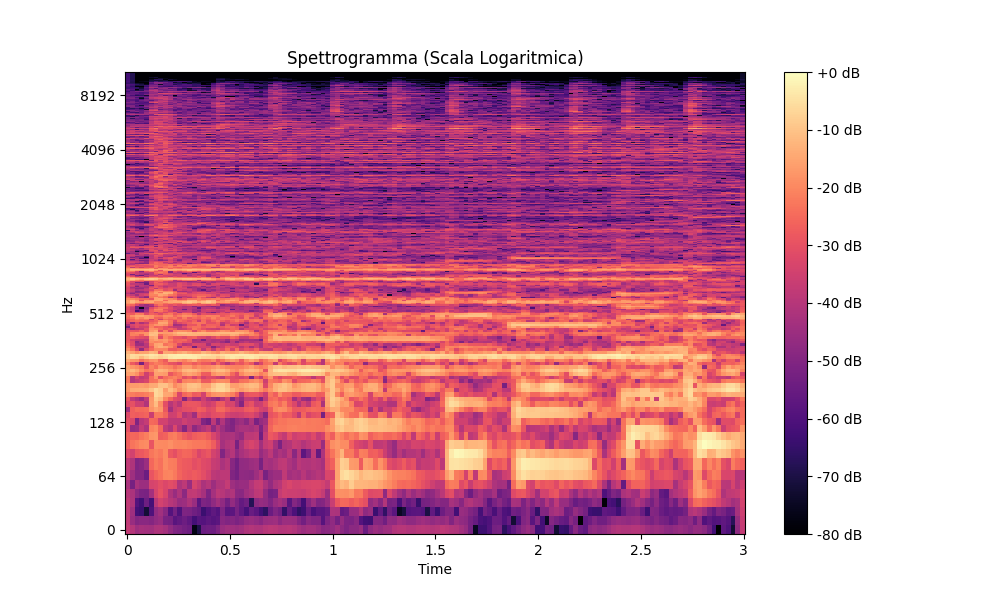 Spettrogramma (Scala Logaritmica)
Hz
8192
4096
2048
1024
512
256
128
64
0
0
0.5
1
1.5
2
2.5
3
Time
+0 dB
-10 dB
-20 dB
-30 dB
-40 dB
-50 dB
-60 dB
-70 dB
-80 dB